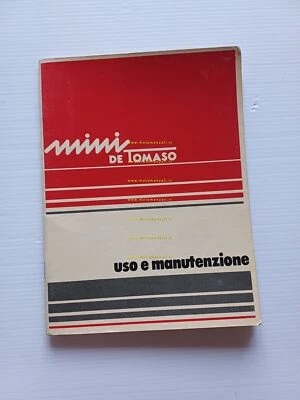 mini
DE TOMASO
uso e manutenzione